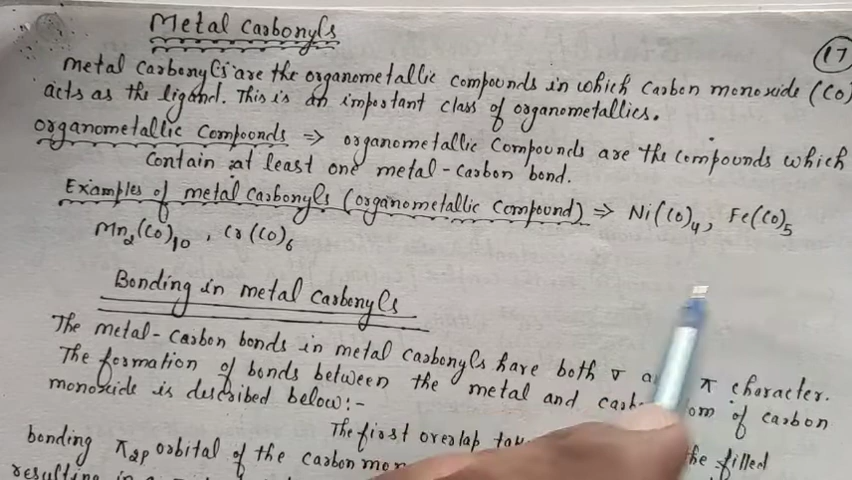 Metal Carbonyls
17
Metal Carbonyls are the organometallic compounds in which Carbon monoxide (CO)
acts as the ligand. This is an important class of organometallics.
organometallic Compounds ⇒ organometallic Compounds are the compounds which
Contain at least one metal-Carbon bond.
Examples of metal carbonyls (organometallic Compound) ⇒ Ni(CO)4, Fe(CO)5
Mn2(CO)10, Cr(CO)6
Bonding in metal Carbonyls
The metal-Carbon bonds in metal Carbonyls have both σ π character.
The formation of bonds between the metal and of carbon
monoxide is described below:-
The first overlap the filled
bonding π2p orbital of the carbon
resulting in a